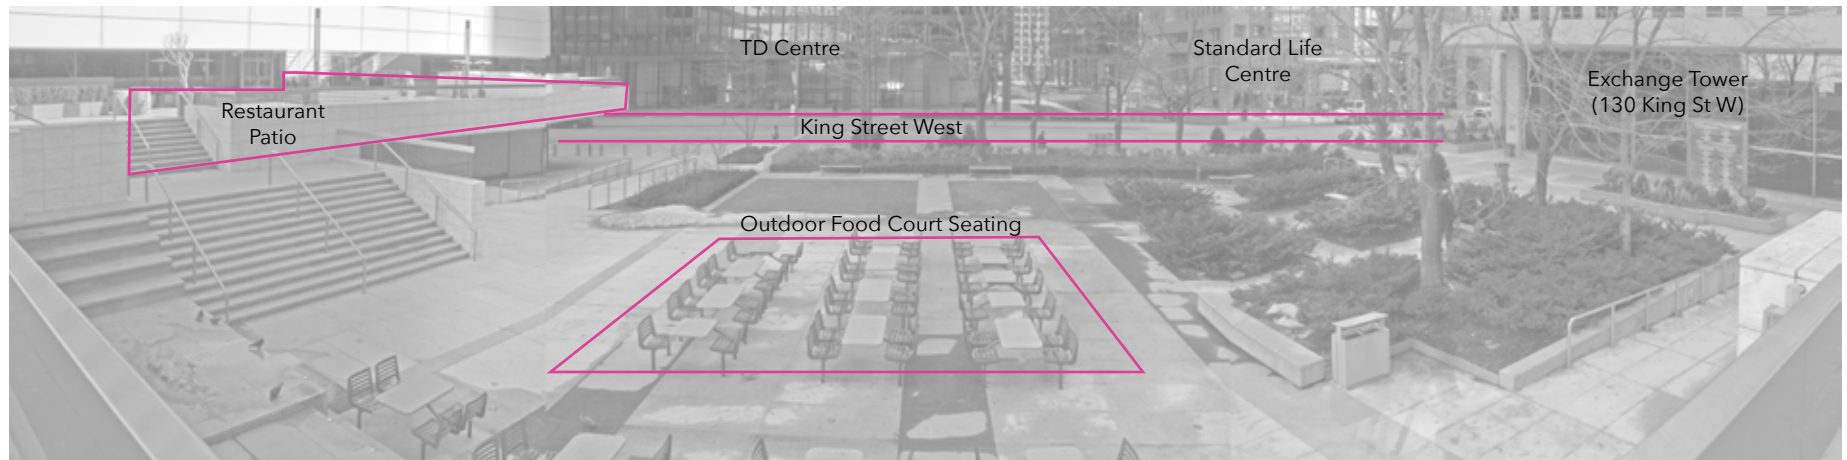 TD Centre
Standard Life
Centre
Exchange Tower
(130 King St W)
Restaurant
Patio
King Street West
Outdoor Food Court Seating